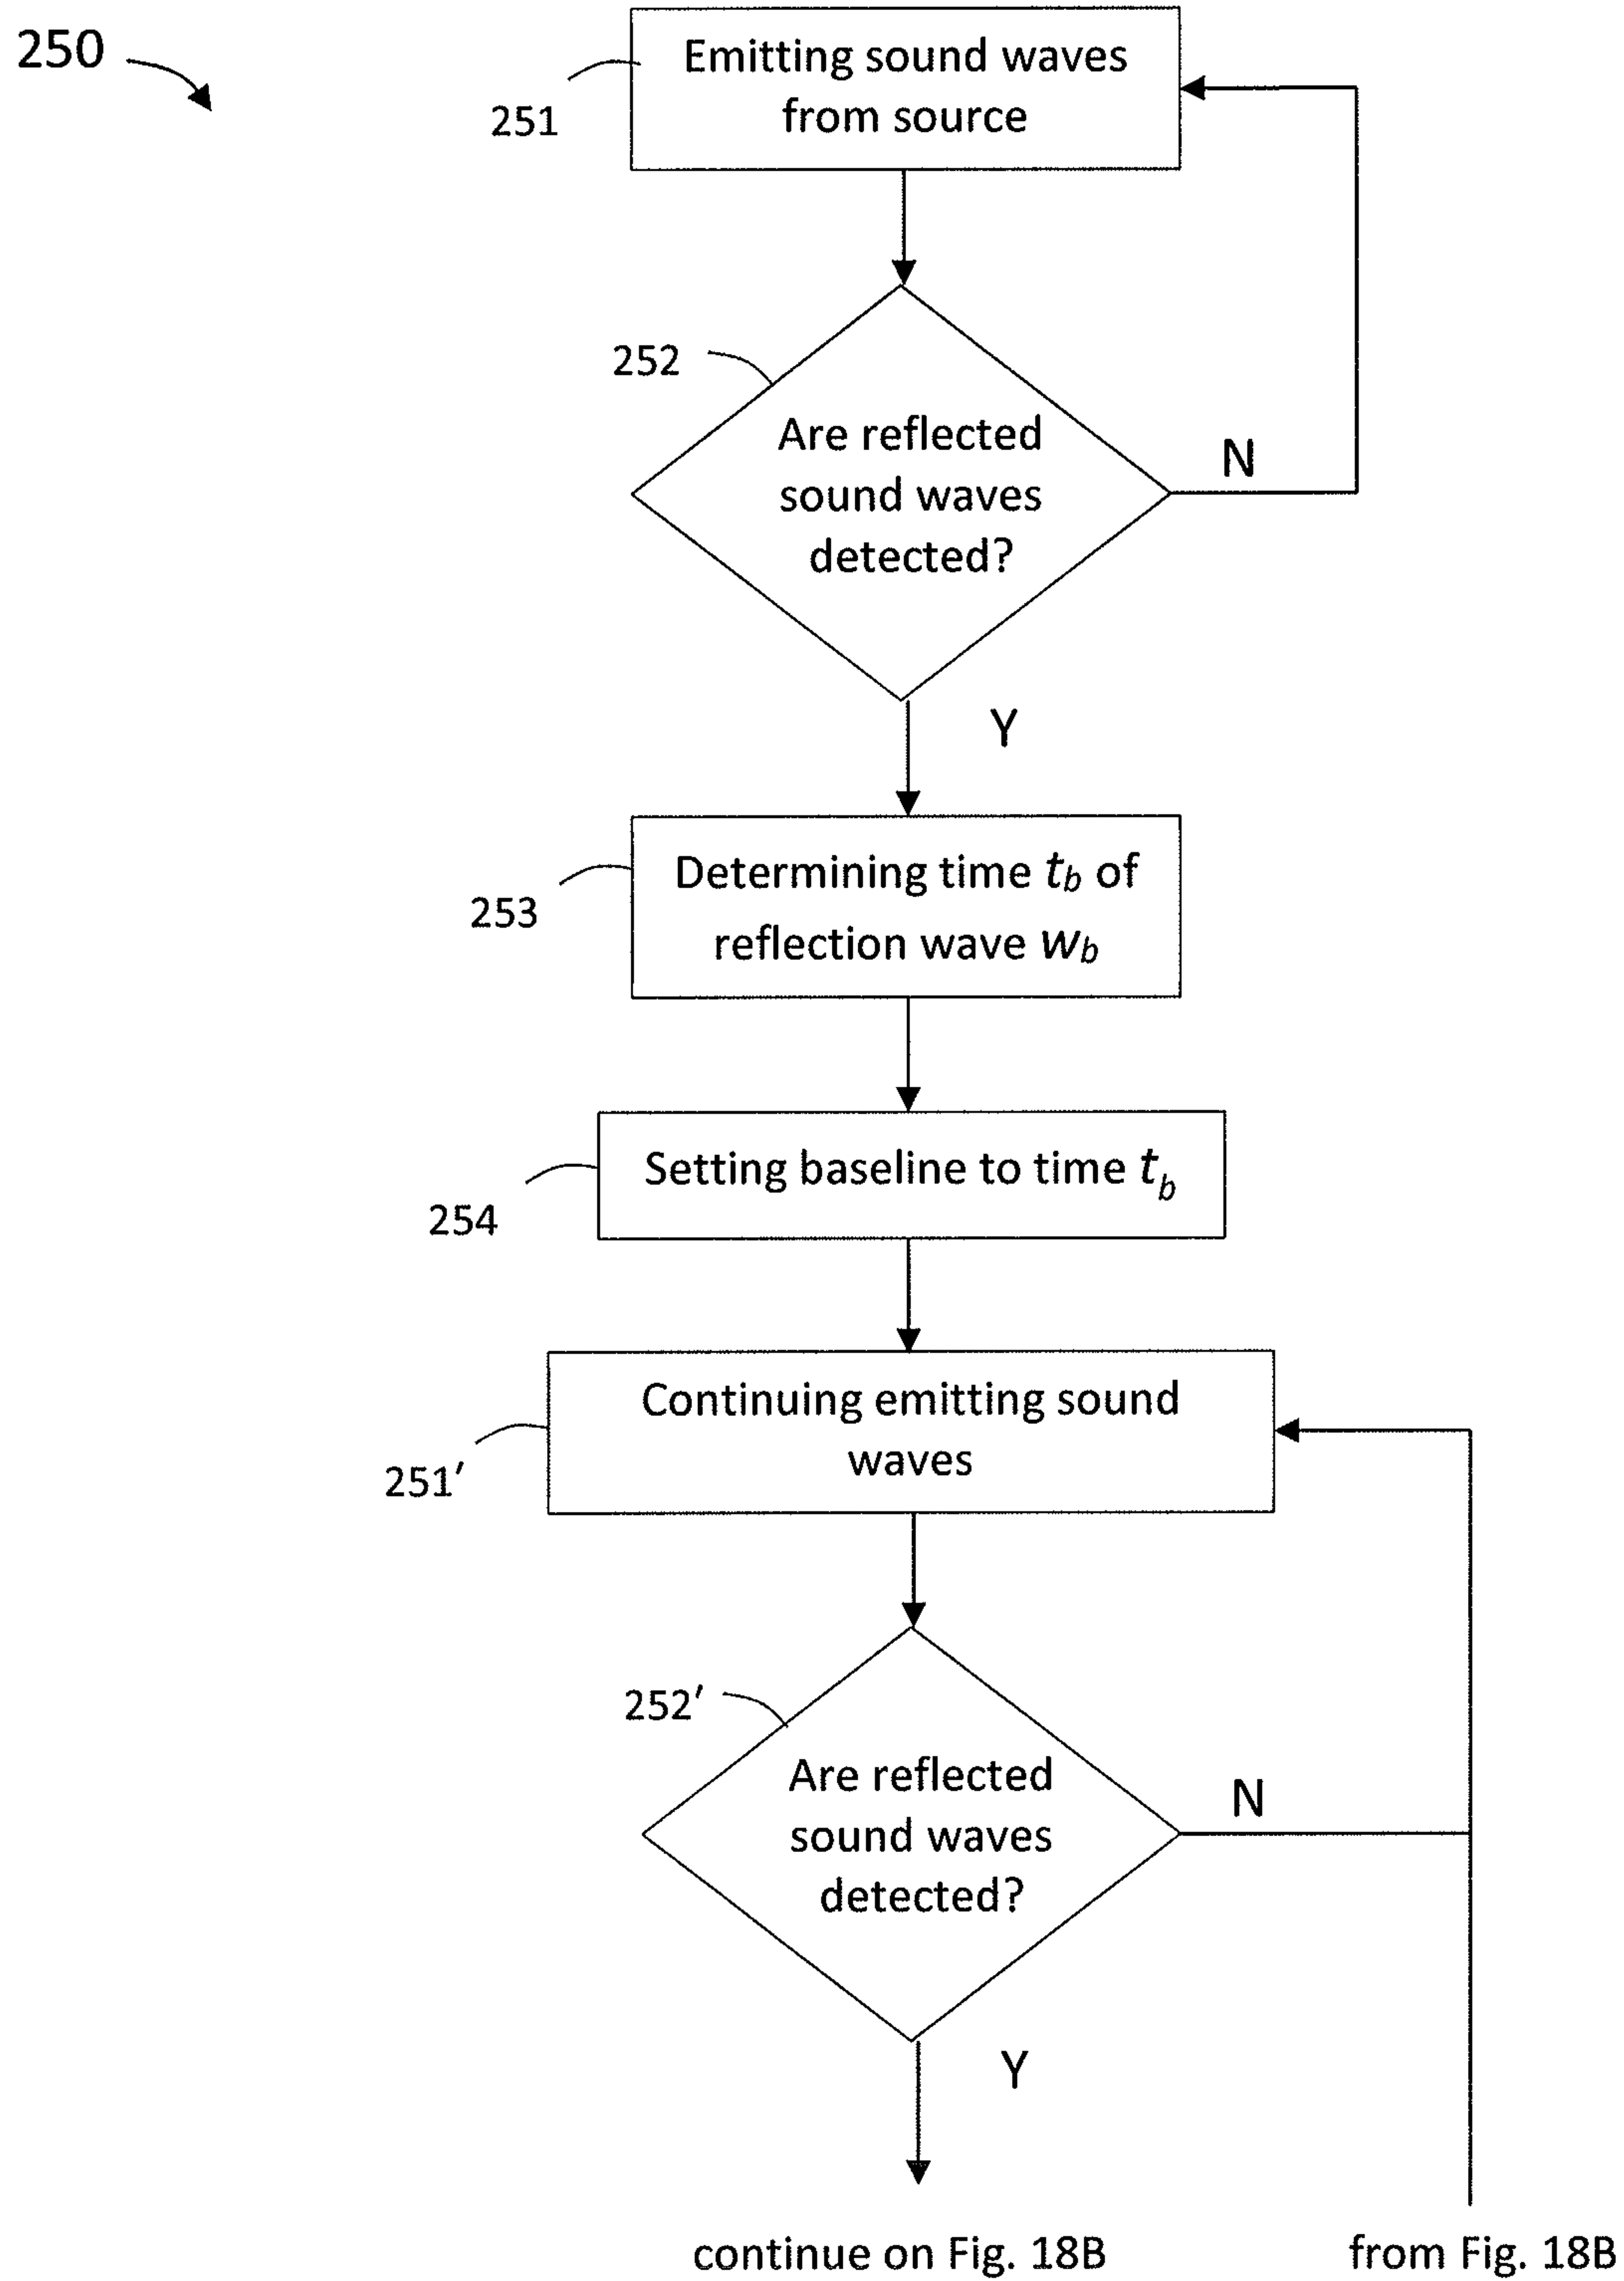 250
Emitting sound waves
from source
251
252
Are reflected
sound waves
detected?
N
Y
Determining time tb of
reflection wave wb
253
Setting baseline to time tb
254
Continuing emitting sound
waves
251′
252′
Are reflected
sound waves
detected?
N
Y
continue on Fig. 18B
from Fig. 18B